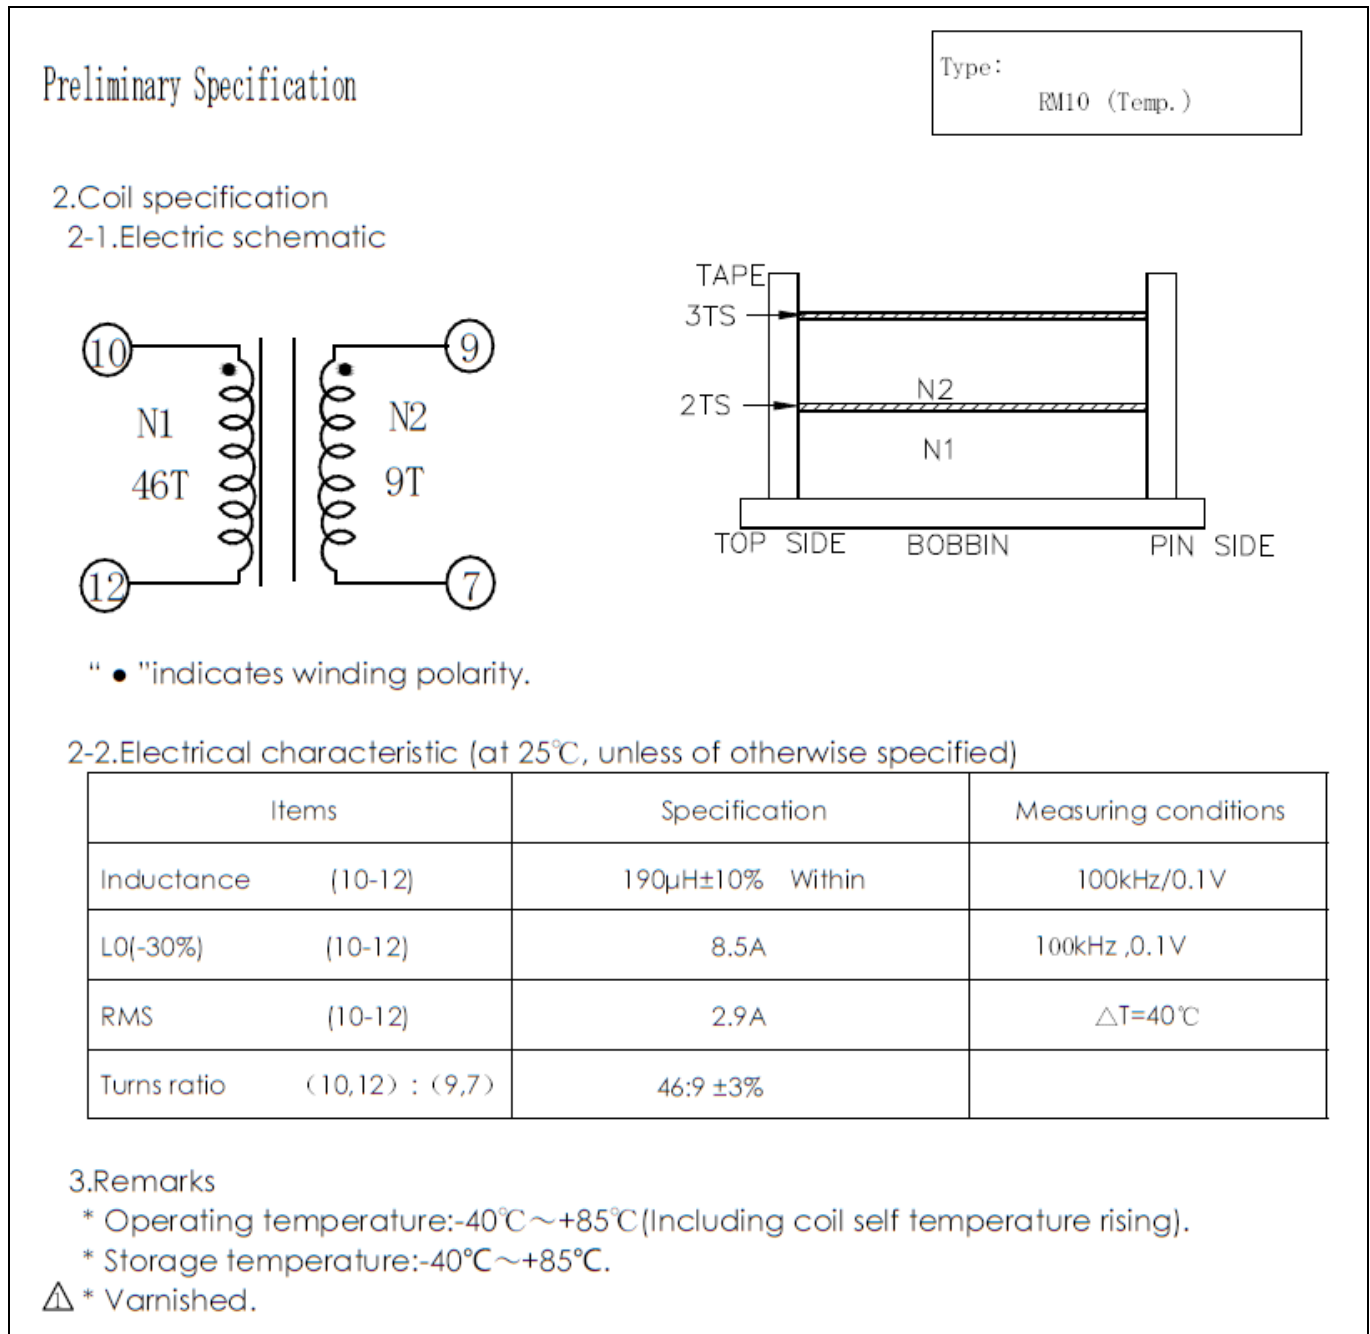 Preliminary Specification
Type:
RM10 (Temp.)
2.Coil specification
2-1.Electric schematic
10
9
N1
46T
N2
9T
12
7
TAPE
3TS
N2
2TS
N1
TOP SIDE BOBBIN PIN SIDE
“ ● ”indicates winding polarity.
2-2.Electrical characteristic (at 25℃, unless of otherwise specified)
Items Specification Measuring conditions
Inductance (10-12) 190µH±10% Within 100kHz/0.1V
L0(-30%) (10-12) 8.5A 100kHz ,0.1V
RMS (10-12) 2.9A △T=40℃
Turns ratio （10,12）:（9,7） 46:9 ±3%
3.Remarks
* Operating temperature:-40℃～+85℃(Including coil self temperature rising).
* Storage temperature:-40℃～+85℃.
1 * Varnished.